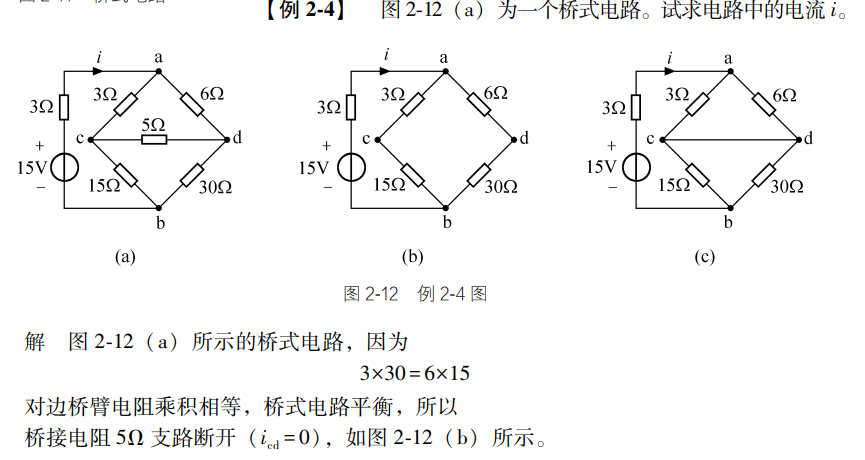 【例 2-4】 图 2-12（a）为一个桥式电路。试求电路中的电流 i。
i a
3Ω 3Ω 6Ω
5Ω
c d
+
15V
−
15Ω 30Ω
b
(a)
i a
3Ω 3Ω 6Ω
c d
+
15V
−
15Ω 30Ω
b
(b)
i a
3Ω 3Ω 6Ω
c d
+
15V
−
15Ω 30Ω
b
(c)
图 2-12 例 2-4 图
解 图 2-12（a）所示的桥式电路，因为
3×30=6×15
对边桥臂电阻乘积相等，桥式电路平衡，所以
桥接电阻 5Ω 支路断开（icd=0），如图 2-12（b）所示。